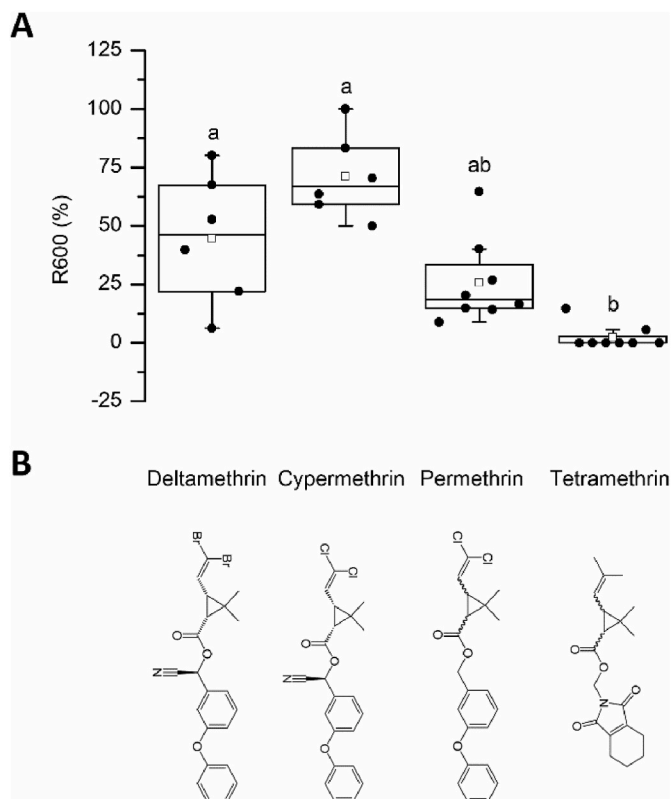 A
125
100
75
50
25
0
-25
R600 (%)
a
a
ab
b
B
Deltamethrin Cypermethrin Permethrin Tetramethrin
Br
Br
O
O
N
O
Cl
Cl
O
O
N
O
Cl
Cl
O
O
O
O
O
O
N
O